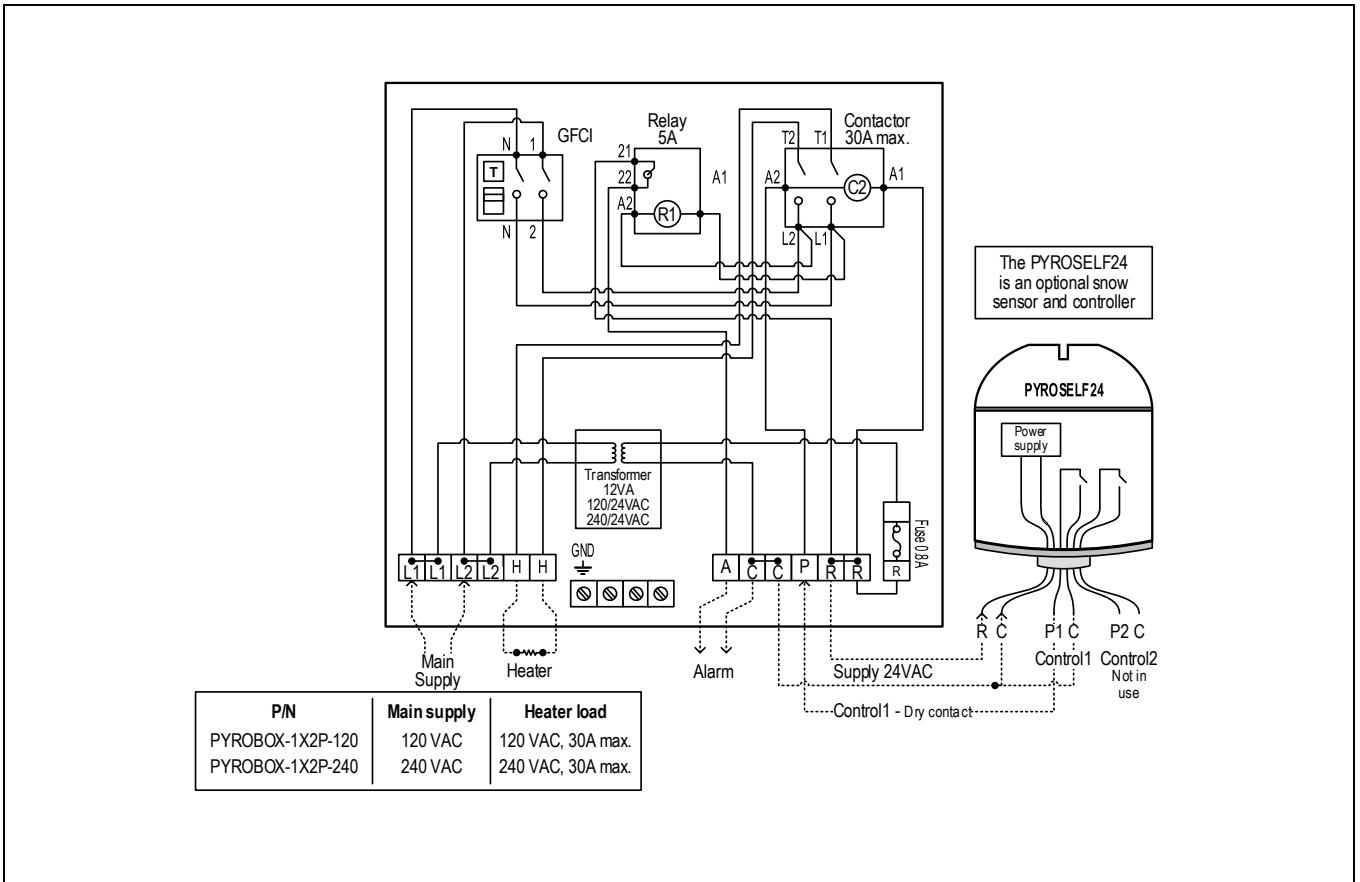 GFCI
N 1
T
N 2
Relay
5A
21
22
A2
A1
R1
Contactor
30A max.
T2 T1
A2
A1
C2
L2 L1
The PYROSELF24
is an optional snow
sensor and controller
PYROSELF24
Power
supply
Transformer
12VA
120/24VAC
240/24VAC
Fuse 0.8A
R
GND
L1 L1 L2 L2 H H
A C C P R R
Main
Supply
Heater
Alarm
Supply 24VAC
Control1 - Dry contact
R C P1 C P2 C
Control1 Control2
Not in
use
P/N Main supply Heater load
PYROBOX-1X2P-120 120 VAC 120 VAC, 30A max.
PYROBOX-1X2P-240 240 VAC 240 VAC, 30A max.